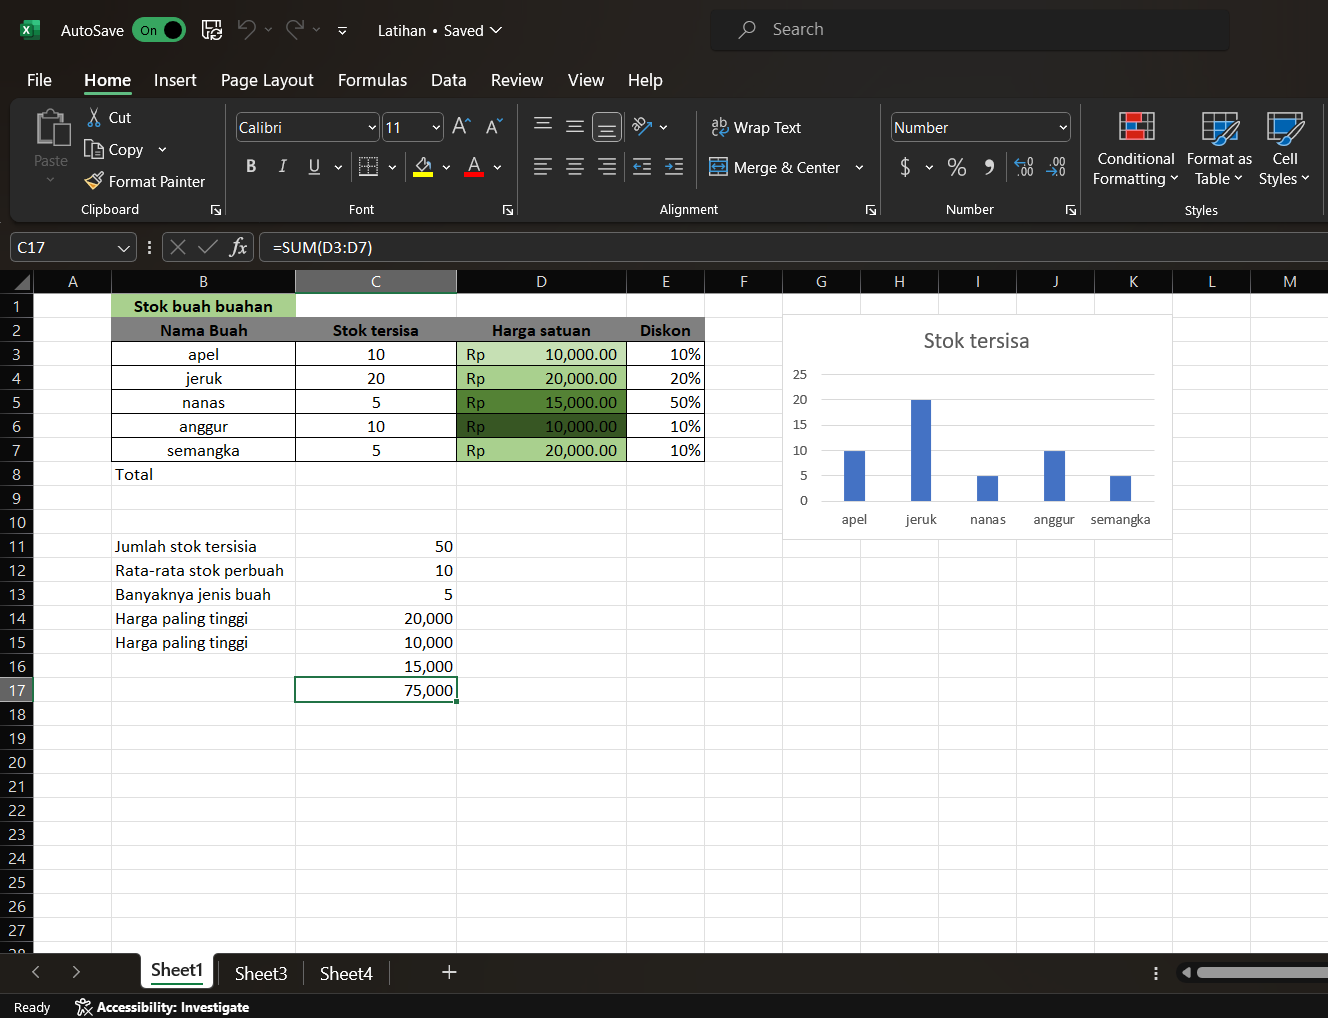 AutoSave On Latihan • Saved Search
File Home Insert Page Layout Formulas Data Review View Help
Paste Cut Copy Format Painter Clipboard
Calibri 11 B I U A Font
ab Wrap Text Merge & Center Alignment
Number $ % Number
Conditional Formatting Format as Table Cell Styles Styles
C17 fx =SUM(D3:D7)
A B C D E F G H I J K L M
1 Stok buah buahan
2 Nama Buah Stok tersisa Harga satuan Diskon
3 apel 10 Rp 10,000.00 10%
4 jeruk 20 Rp 20,000.00 20%
5 nanas 5 Rp 15,000.00 50%
6 anggur 10 Rp 10,000.00 10%
7 semangka 5 Rp 20,000.00 10%
8 Total
9
10
11 Jumlah stok tersisia 50
12 Rata-rata stok perbuah 10
13 Banyaknya jenis buah 5
14 Harga paling tinggi 20,000
15 Harga paling tinggi 10,000
16 15,000
17 75,000
18
19
20
21
22
23
24
25
26
27
Stok tersisa
25
20
15
10
5
0
apel jeruk nanas anggur semangka
Sheet1 Sheet3 Sheet4 +
Ready Accessibility: Investigate